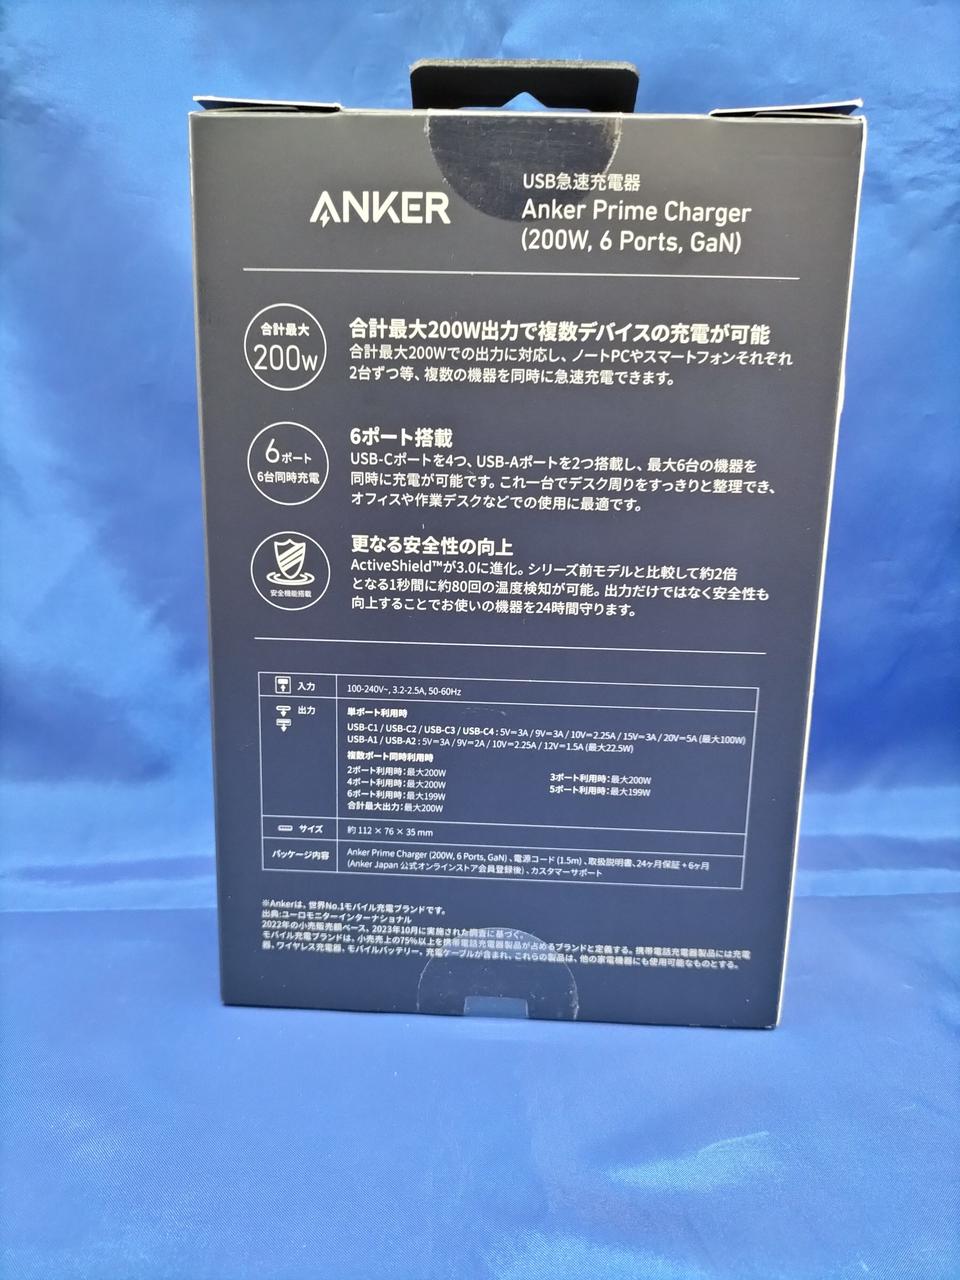 ANKER
USB急速充電器
Anker Prime Charger
(200W, 6 Ports, GaN)
合計最大
200w
合計最大200W出力で複数デバイスの充電が可能
合計最大200Wでの出力に対応し、ノートPCやスマートフォンそれぞれ
2台ずつ等、複数の機器を同時に急速充電できます。
6ポート
6台同時充電
6ポート搭載
USB-Cポートを4つ、USB-Aポートを2つ搭載し、最大6台の機器を
同時に充電が可能です。これ一台でデスク周りをすっきりと整理でき、
オフィスや作業デスクなどでの使用に最適です。
安全機能搭載
更なる安全性の向上
ActiveShield™が3.0に進化。シリーズ前モデルと比較して約2倍
となる1秒間に約80回の温度検知が可能。出力だけではなく安全性も
向上することでお使いの機器を24時間守ります。
入力
100-240V~, 3.2-2.5A, 50-60Hz
出力
単ポート利用時
USB-C1 / USB-C2 / USB-C3 / USB-C4 : 5V=3A / 9V=3A / 10V=2.25A / 15V=3A / 20V=5A (最大100W)
USB-A1 / USB-A2 : 5V=3A / 9V=2A / 10V=2.25A / 12V=1.5A (最大22.5W)
複数ポート同時利用時
2ポート利用時：最大200W 3ポート利用時：最大200W
4ポート利用時：最大200W 5ポート利用時：最大199W
6ポート利用時：最大199W
合計最大出力：最大200W
サイズ
約 112 × 76 × 35 mm
パッケージ内容
Anker Prime Charger (200W, 6 Ports, GaN) 、電源コード (1.5m) 、取扱説明書、24ヶ月保証 + 6ヶ月
(Anker Japan 公式オンラインストア会員登録後) 、カスタマーサポート
※Ankerは、世界No.1モバイル充電ブランドです。
出典:ユーロモニターインターナショナル
2022年の小売販売額ベース、2023年10月に実施された調査に基づく。
モバイル充電ブランドは、小売売上の75%以上を携帯電話充電器製品が占めるブランドと定義する。携帯電話充電器製品には充電
器、ワイヤレス充電器、モバイルバッテリー、充電ケーブルが含まれ、これらの製品は、他の家電機器にも使用可能なものとする。